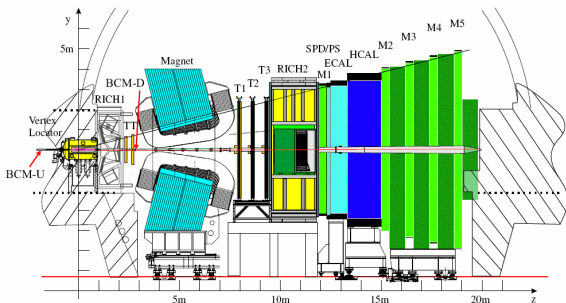 y
5m
Vertex
Locator
BCM-U
RICH1
TT
BCM-D
Magnet
T1
T2
T3
RICH2
SPD/PS
M1
ECAL
HCAL
M2
M3
M4
M5
5m
10m
15m
20m
z